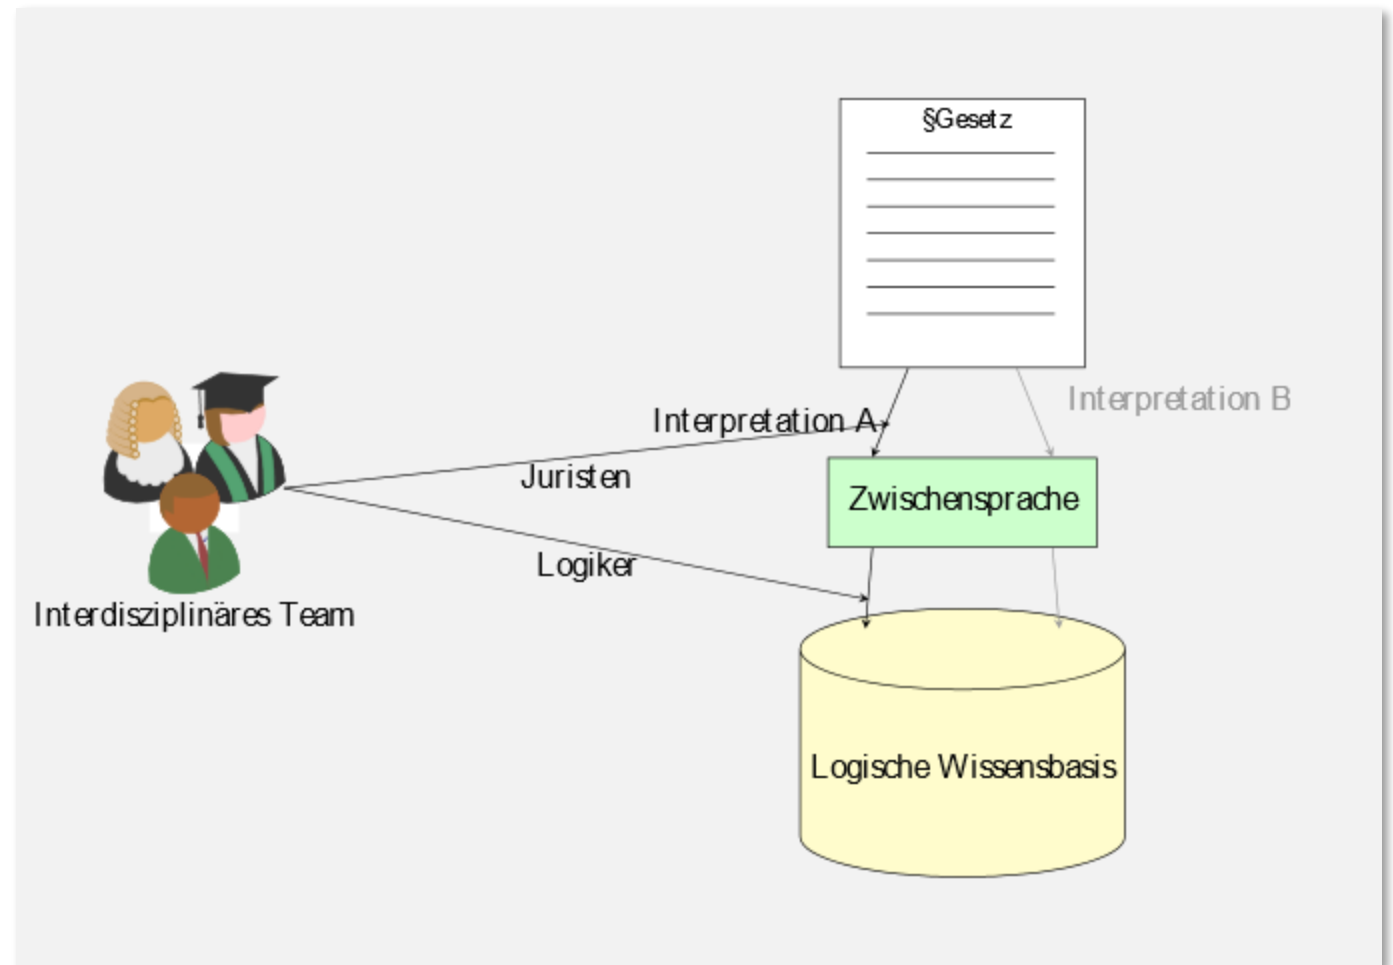 §Gesetz
Interpretation B
Interpretation A
Juristen
Zwischensprache
Logiker
Interdisziplinäres Team
Logische Wissensbasis